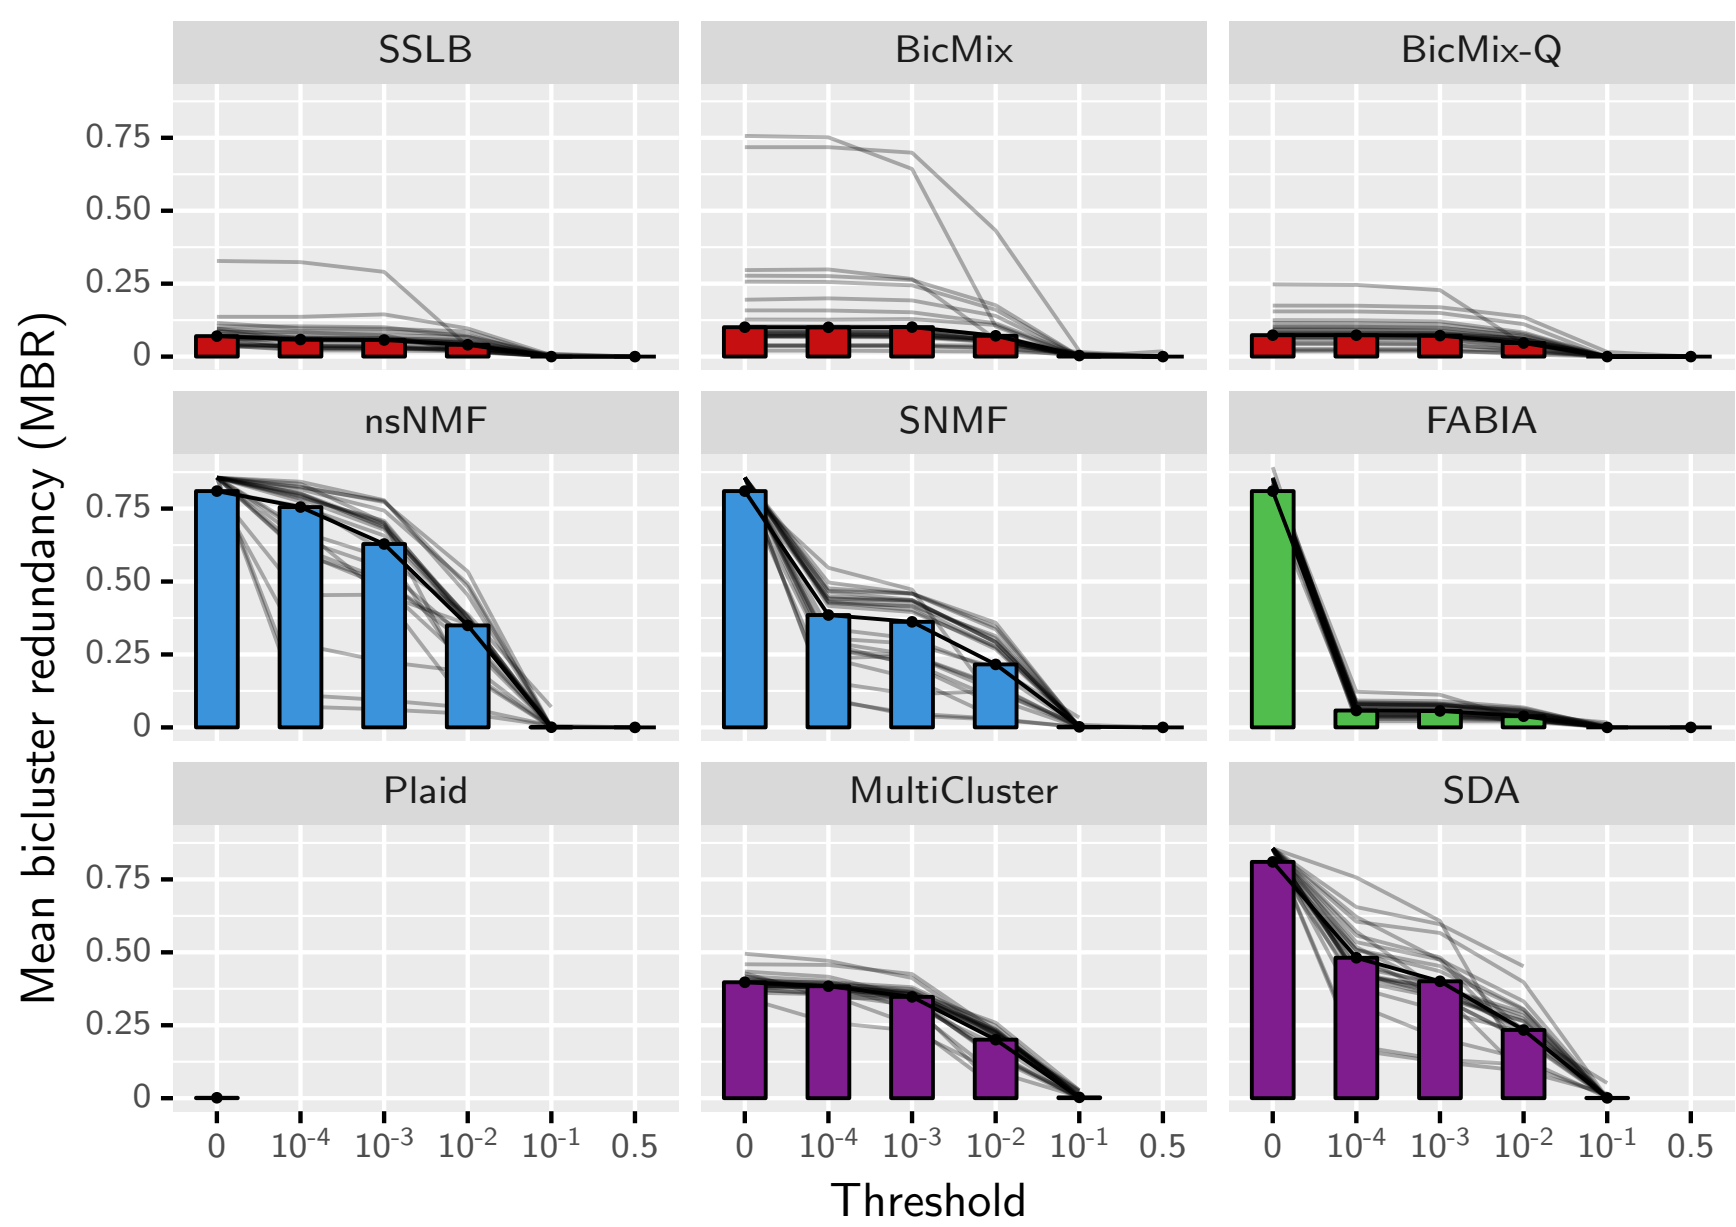 SSLB BicMix BicMix-Q
0.75
0.50
0.25
0
nsNMF SNMF FABIA
0.75
0.50
0.25
0
Plaid MultiCluster SDA
0.75
0.50
0.25
0
0 10⁻⁴ 10⁻³ 10⁻² 10⁻¹ 0.5 0 10⁻⁴ 10⁻³ 10⁻² 10⁻¹ 0.5 0 10⁻⁴ 10⁻³ 10⁻² 10⁻¹ 0.5
Threshold
Mean bicluster redundancy (MBR)